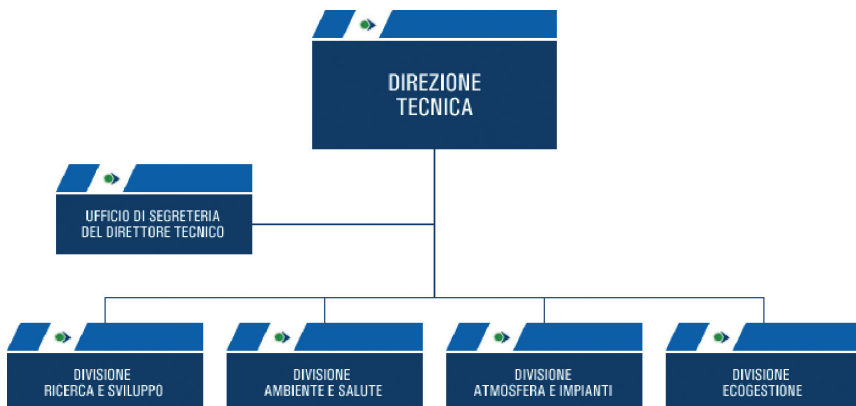 DIREZIONE
TECNICA
UFFICIO DI SEGRETERIA
DEL DIRETTORE TECNICO
DIVISIONE
RICERCA E SVILUPPO
DIVISIONE
AMBIENTE E SALUTE
DIVISIONE
ATMOSFERA E IMPIANTI
DIVISIONE
ECOGESTIONE